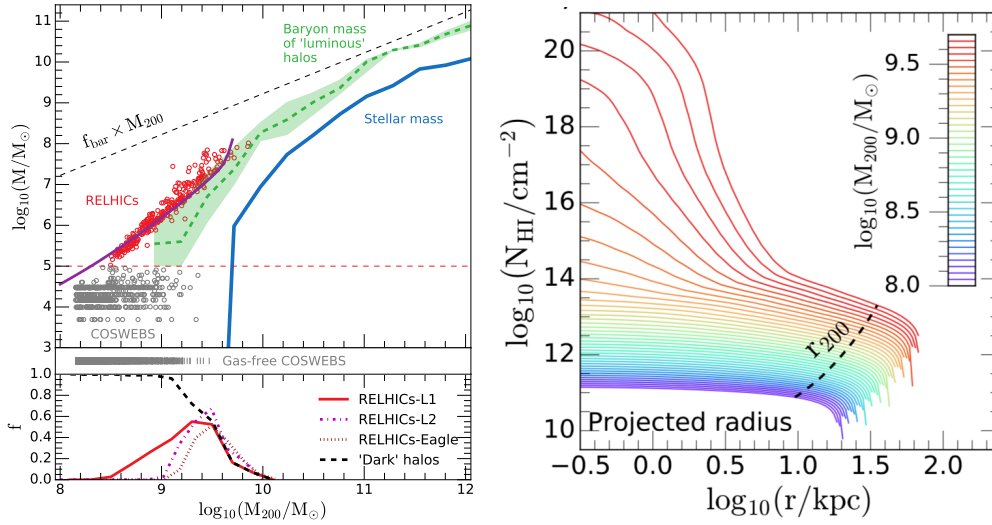 11
10
9
8
7
6
5
4
3
log₁₀(M/M⊙)
Baryon mass
of 'luminous'
halos
f_bar × M₂₀₀
Stellar mass
RELHICs
COSWEBS
Gas-free COSWEBS
1.0
0.8
0.6
0.4
0.2
0.0
f
RELHICs-L1
RELHICs-L2
RELHICs-Eagle
'Dark' halos
8 9 10 11 12
log₁₀(M₂₀₀/M⊙)
20
18
16
14
12
10
log₁₀(N_HI/cm⁻²)
9.5
9.0
8.5
8.0
log₁₀(M₂₀₀/M⊙)
r₂₀₀
Projected radius
−0.5 0.0 0.5 1.0 1.5 2.0
log₁₀(r/kpc)